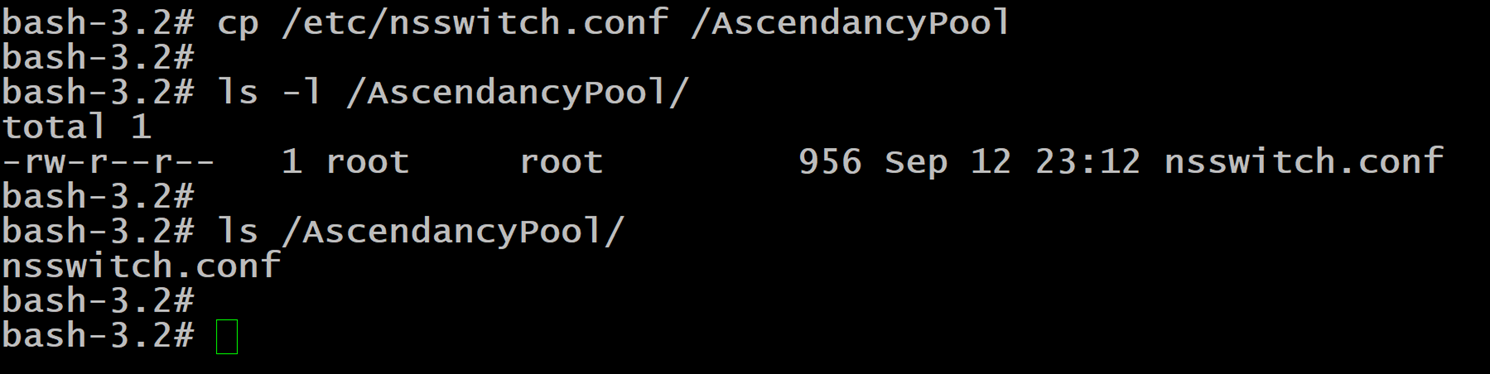 bash-3.2# cp /etc/nsswitch.conf /AscendancyPool
bash-3.2#
bash-3.2# ls -l /AscendancyPool/
total 1
-rw-r--r--   1 root     root         956 Sep 12 23:12 nsswitch.conf
bash-3.2#
bash-3.2# ls /AscendancyPool/
nsswitch.conf
bash-3.2#
bash-3.2#